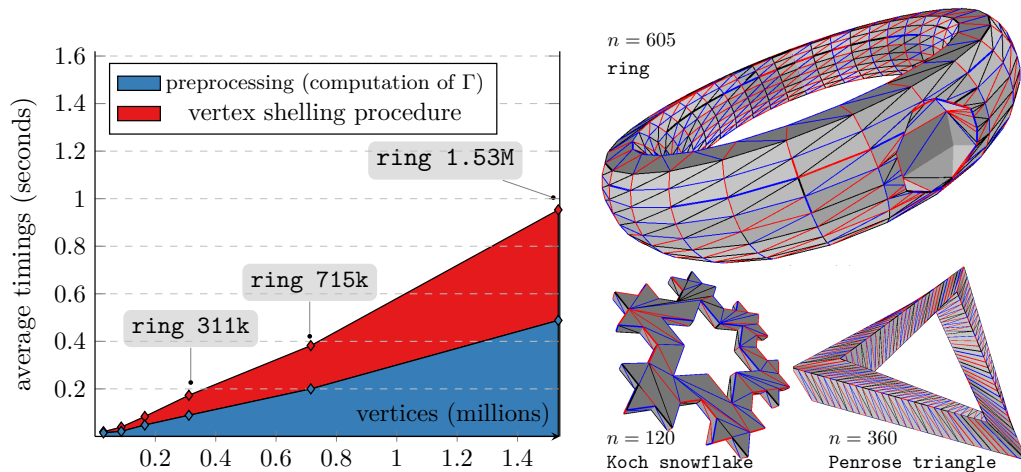 average timings (seconds)
1.6
1.4
1.2
1
0.8
0.6
0.4
0.2
preprocessing (computation of Γ)
vertex shelling procedure
ring 1.53M
ring 715k
ring 311k
vertices (millions)
0.2 0.4 0.6 0.8 1 1.2 1.4
n = 605
ring
n = 120
Koch snowflake
n = 360
Penrose triangle